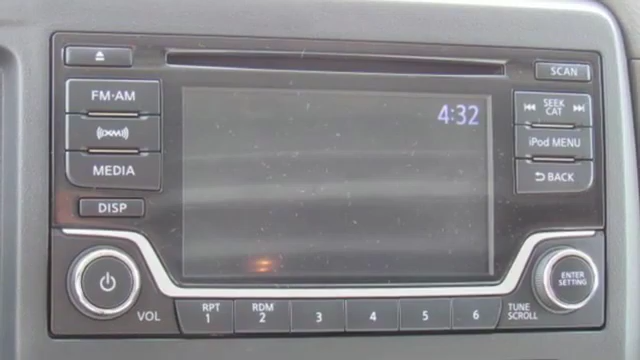 SCAN
FM·AM
SEEK
CAT
4:32
((XM))
iPod MENU
MEDIA
BACK
DISP
ENTER
SETTING
VOL
RPT
1
RDM
2
3
4
5
6
TUNE
SCROLL